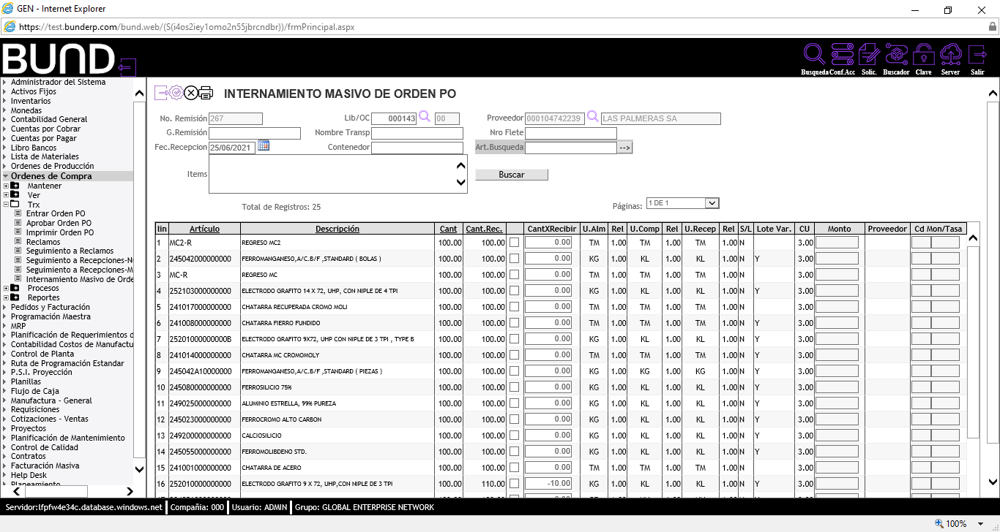 GEN - Internet Explorer
https://test.bunderp.com/bund.web/(S(i4os2iey1omo2n55jbrcndbr))/frmPrincipal.aspx
BUND
Busqueda Conf.Acc Solic. Buscador Clave Server Salir
Administrador del Sistema
Activos Fijos
Inventarios
Monedas
Contabilidad General
Cuentas por Cobrar
Cuentas por Pagar
Libro Bancos
Lista de Materiales
Ordenes de Producción
Ordenes de Compra
Mantener
Ver
Trx
Entrar Orden PO
Aprobar Orden PO
Imprimir Orden PO
Reclamos
Seguimiento a Reclamos
Seguimiento a Recepciones-N
Seguimiento a Recepciones-M
Internamiento Masivo de Orde
Procesos
Reportes
Pedidos y Facturación
Programación Maestra
MRP
Planificación de Requerimientos d
Contabilidad Costos de Manufactu
Control de Planta
Ruta de Programación Estandar
P.S.I. Proyección
Planillas
Flujo de Caja
Manufactura - General
Requisiciones
Cotizaciones - Ventas
Proyectos
Planificación de Mantenimiento
Control de Calidad
Contratos
Facturación Masiva
Help Desk
Planeamiento
INTERNAMIENTO MASIVO DE ORDEN PO
No. Remisión 267 Lib/OC 000143 00 Proveedor 000104742239 LAS PALMERAS SA
G.Remisión Nombre Transp Nro Flete
Fec.Recepcion 25/06/2021 Contenedor Art.Busqueda -->
Items Buscar
Total de Registros: 25 Páginas: 1 DE 1
lin Artículo Descripción Cant Cant.Rec. CantXRecibir U.Alm Rel U.Comp Rel U.Recep Rel S/L Lote Var. CU Monto Proveedor Cd Mon/Tasa
1 MC2-R REGRESO MC2 100.00 100.00 0.00 TM 1.00 TM 1.00 TM 1.00 N 3.00
2 245042000000000 FERROMANGANESO,A/C.B/F ,STANDARD ( BOLAS ) 100.00 100.00 0.00 KG 1.00 KL 1.00 KL 1.00 N Y 3.00
3 MC-R REGRESO MC 100.00 100.00 0.00 TM 1.00 TM 1.00 TM 1.00 N 3.00
4 252103000000000 ELECTRODO GRAFITO 14 X 72, UHP, CON NIPLE DE 4 TPI 100.00 100.00 0.00 KG 1.00 KL 1.00 KL 1.00 N Y 3.00
5 241017000000000 CHATARRA RECUPERADA CROMO MOLI 100.00 100.00 0.00 TM 1.00 TM 1.00 TM 1.00 N 3.00
6 241008000000000 CHATARRA FIERRO FUNDIDO 100.00 100.00 0.00 TM 1.00 TM 1.00 TM 1.00 N Y 3.00
7 25201000000000B ELECTRODO GRAFITO 9X72, UHP CON NIPLE DE 3 TPI , TYPE B 100.00 100.00 0.00 KG 1.00 KL 1.00 KL 1.00 N Y 3.00
8 241014000000000 CHATARRA MC CROMOMOLY 100.00 100.00 0.00 TM 1.00 TM 1.00 TM 1.00 N Y 3.00
9 245042A10000000 FERROMANGANESO,A/C.B/F ,STANDARD ( PIEZAS ) 100.00 100.00 0.00 KG 1.00 KG 1.00 KG 1.00 N Y 3.00
10 245080000000000 FERROSILICIO 75% 100.00 100.00 0.00 KG 1.00 KL 1.00 KL 1.00 N Y 3.00
11 249025000000000 ALUMINIO ESTRELLA, 99% PUREZA 100.00 100.00 0.00 KG 1.00 KL 1.00 KL 1.00 N Y 3.00
12 245023000000000 FERROCROMO ALTO CARBON 100.00 100.00 0.00 KG 1.00 KL 1.00 KL 1.00 N Y 3.00
13 249200000000000 CALCIOSILICIO 100.00 100.00 0.00 KG 1.00 KL 1.00 KL 1.00 N Y 3.00
14 245055000000000 FERROMOLIBDENO STD. 100.00 100.00 0.00 KG 1.00 KL 1.00 KL 1.00 N Y 3.00
15 241001000000000 CHATARRA DE ACERO 100.00 100.00 0.00 TM 1.00 TM 1.00 TM 1.00 N 3.00
16 252010000000000 ELECTRODO GRAFITO 9 X 72, UHP,CON NIPLE DE 3 TPI 100.00 110.00 -10.00 KG 1.00 KL 1.00 KL 1.00 N Y 3.00
Servidor:lfpfw4e34c.database.windows.net Compañia: 000 Usuario: ADMIN Grupo: GLOBAL ENTERPRISE NETWORK
100%